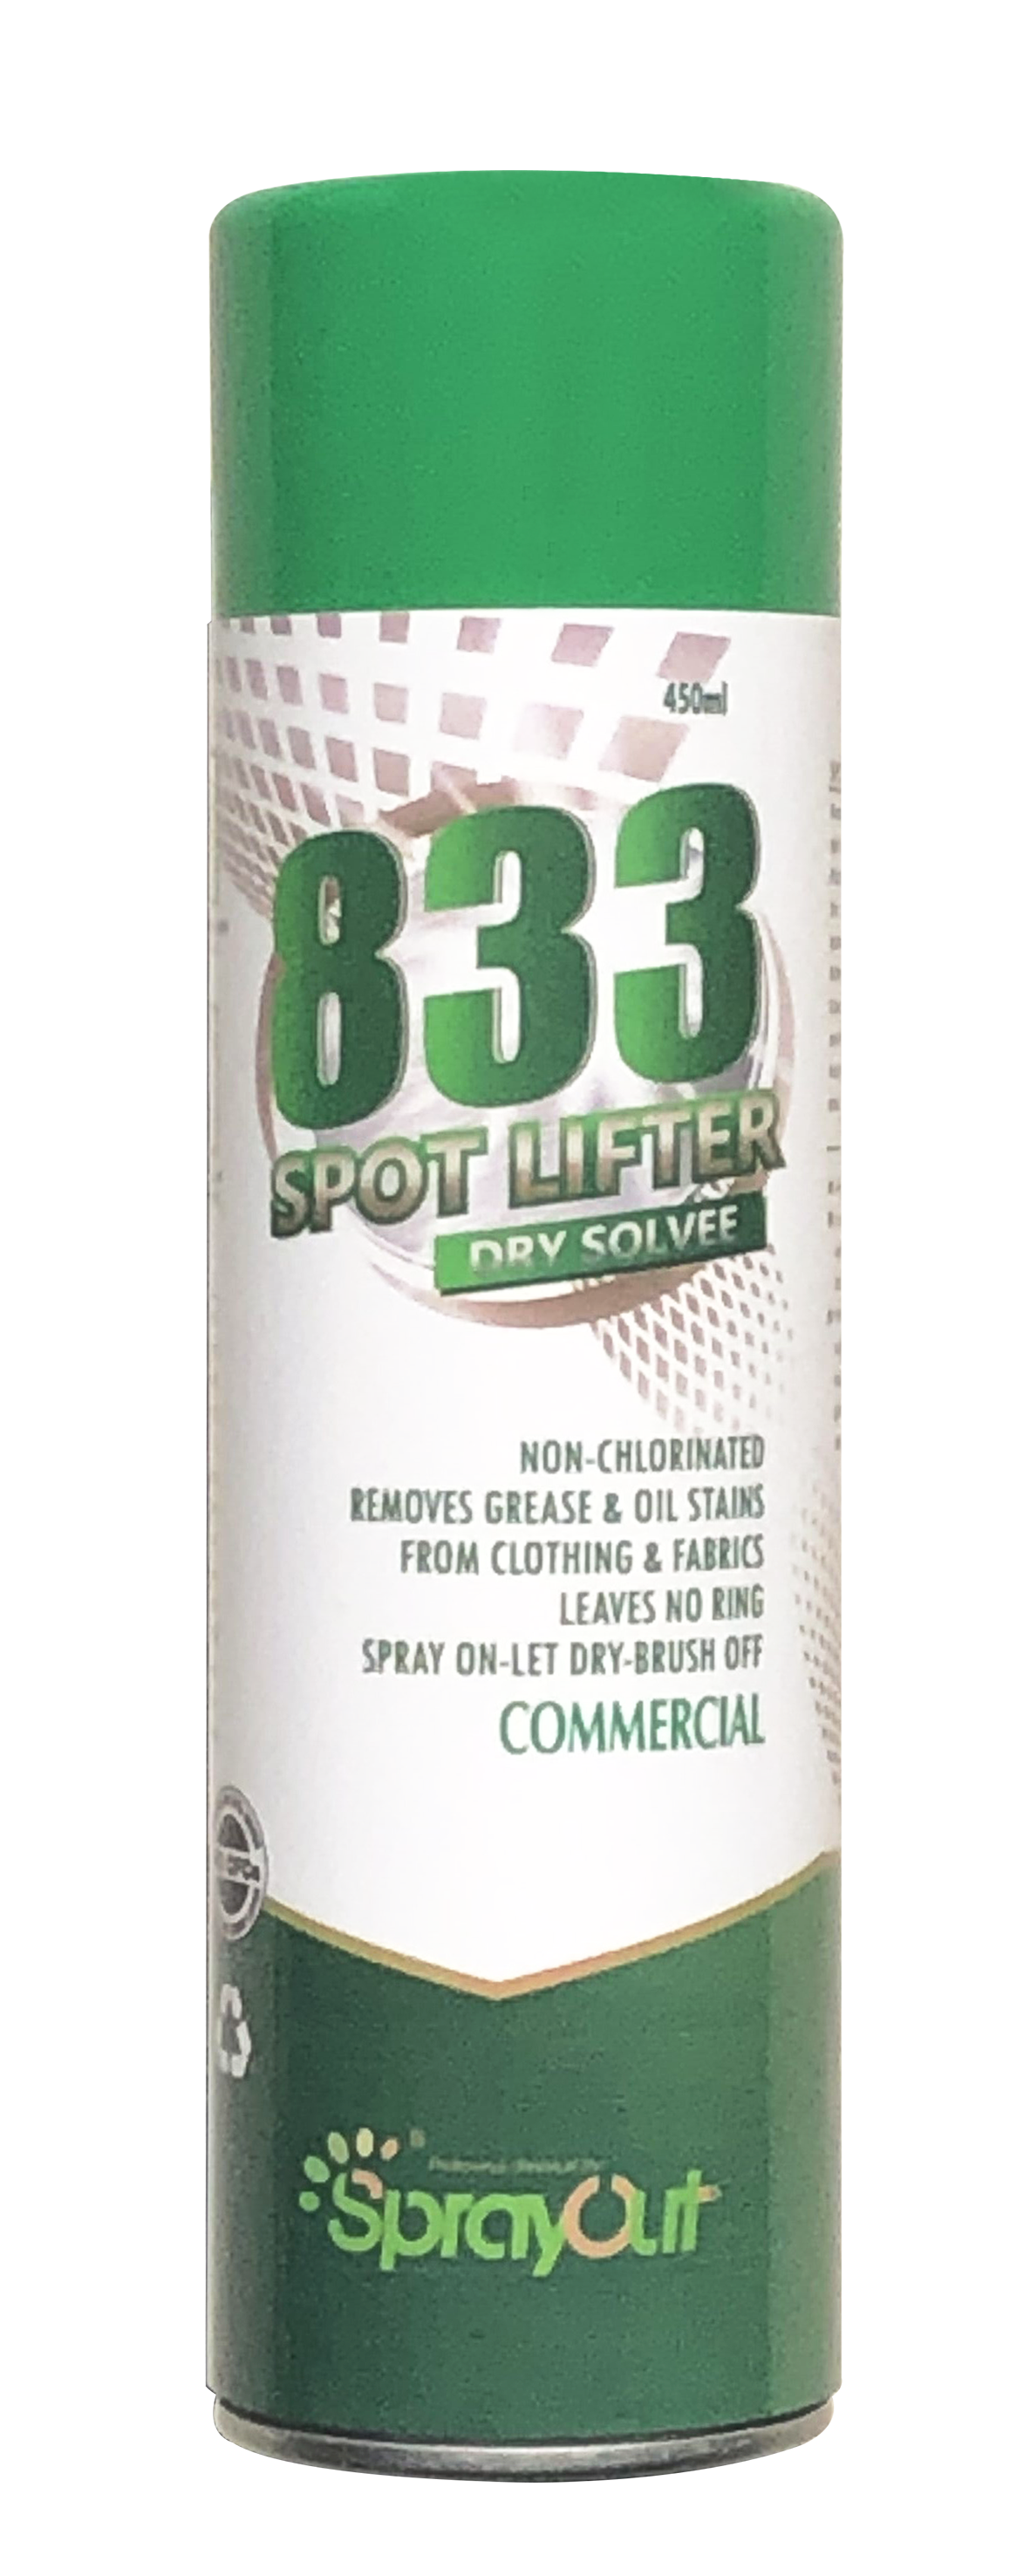 450ml
833
SPOT LIFTER
DRY SOLVEE
NON-CHLORINATED
REMOVES GREASE & OIL STAINS
FROM CLOTHING & FABRICS
LEAVES NO RING
SPRAY ON-LET DRY-BRUSH OFF
COMMERCIAL
SprayOut